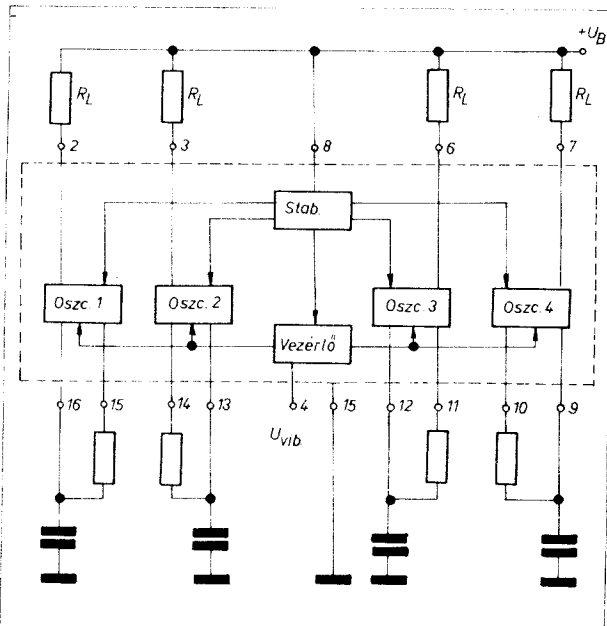 +U_B
R_L R_L R_L R_L
2 3 8 6 7
Stab.
Oszc. 1 Oszc. 2 Oszc. 3 Oszc. 4
Vezérlő
16 15 14 13 4 15 12 11 10 9
U_vib.